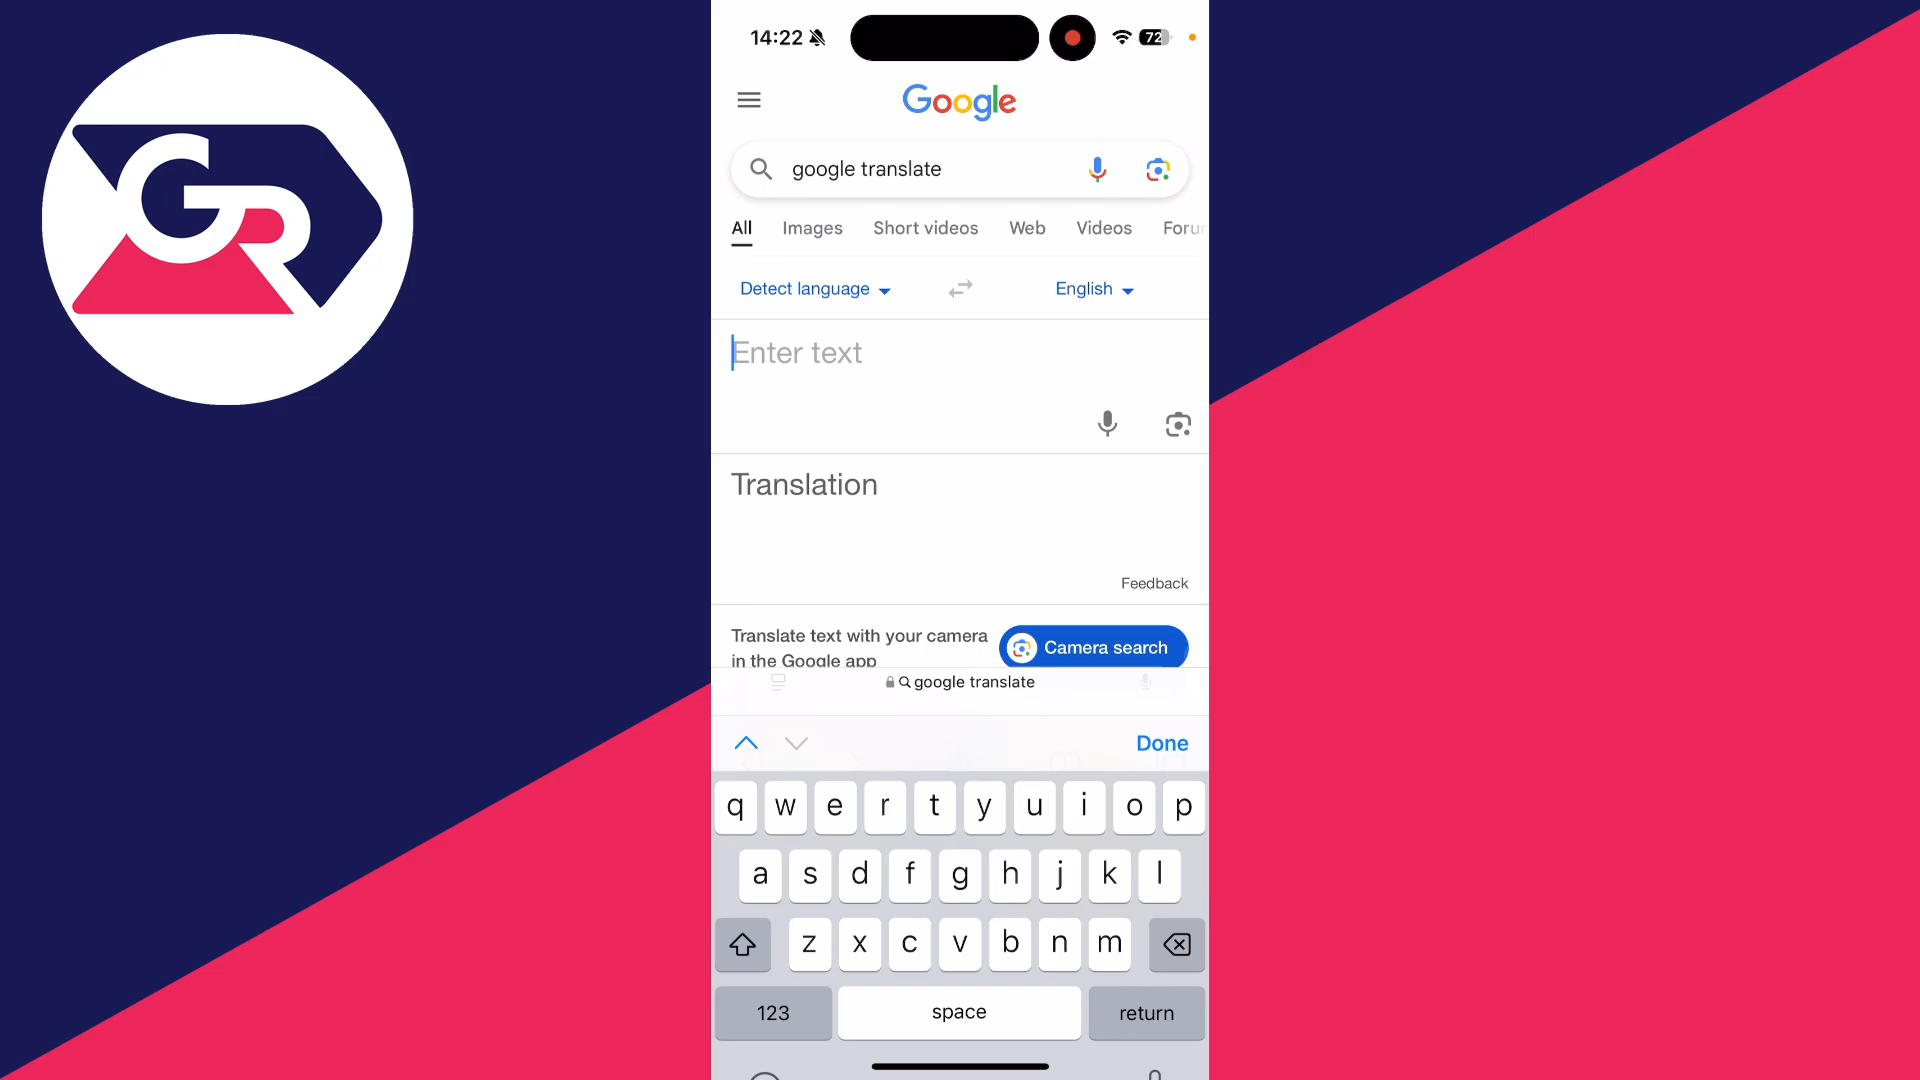 GR
14:22
72
Google
google translate
All Images Short videos Web Videos
Detect language English
Enter text
Translation
Feedback
Translate text with your camera
in the Google app
Camera search
google translate
Done
q w e r t y u i o p
a s d f g h j k l
z x c v b n m
123 space return